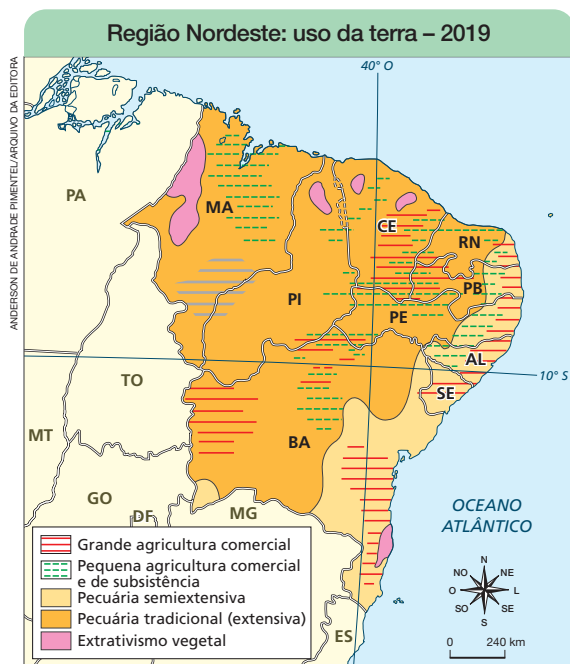 Região Nordeste: uso da terra – 2019
ANDERSON DE ANDRADE PIMENTEL/ARQUIVO DA EDITORA
40° O
PA
MA
CE
RN
PB
PI
PE
AL
SE
10° S
TO
BA
MT
GO
DF
MG
ES
OCEANO
ATLÂNTICO
Grande agricultura comercial
Pequena agricultura comercial
e de subsistência
Pecuária semiextensiva
Pecuária tradicional (extensiva)
Extrativismo vegetal
N
NO
NE
O
L
SO
SE
S
0
240 km